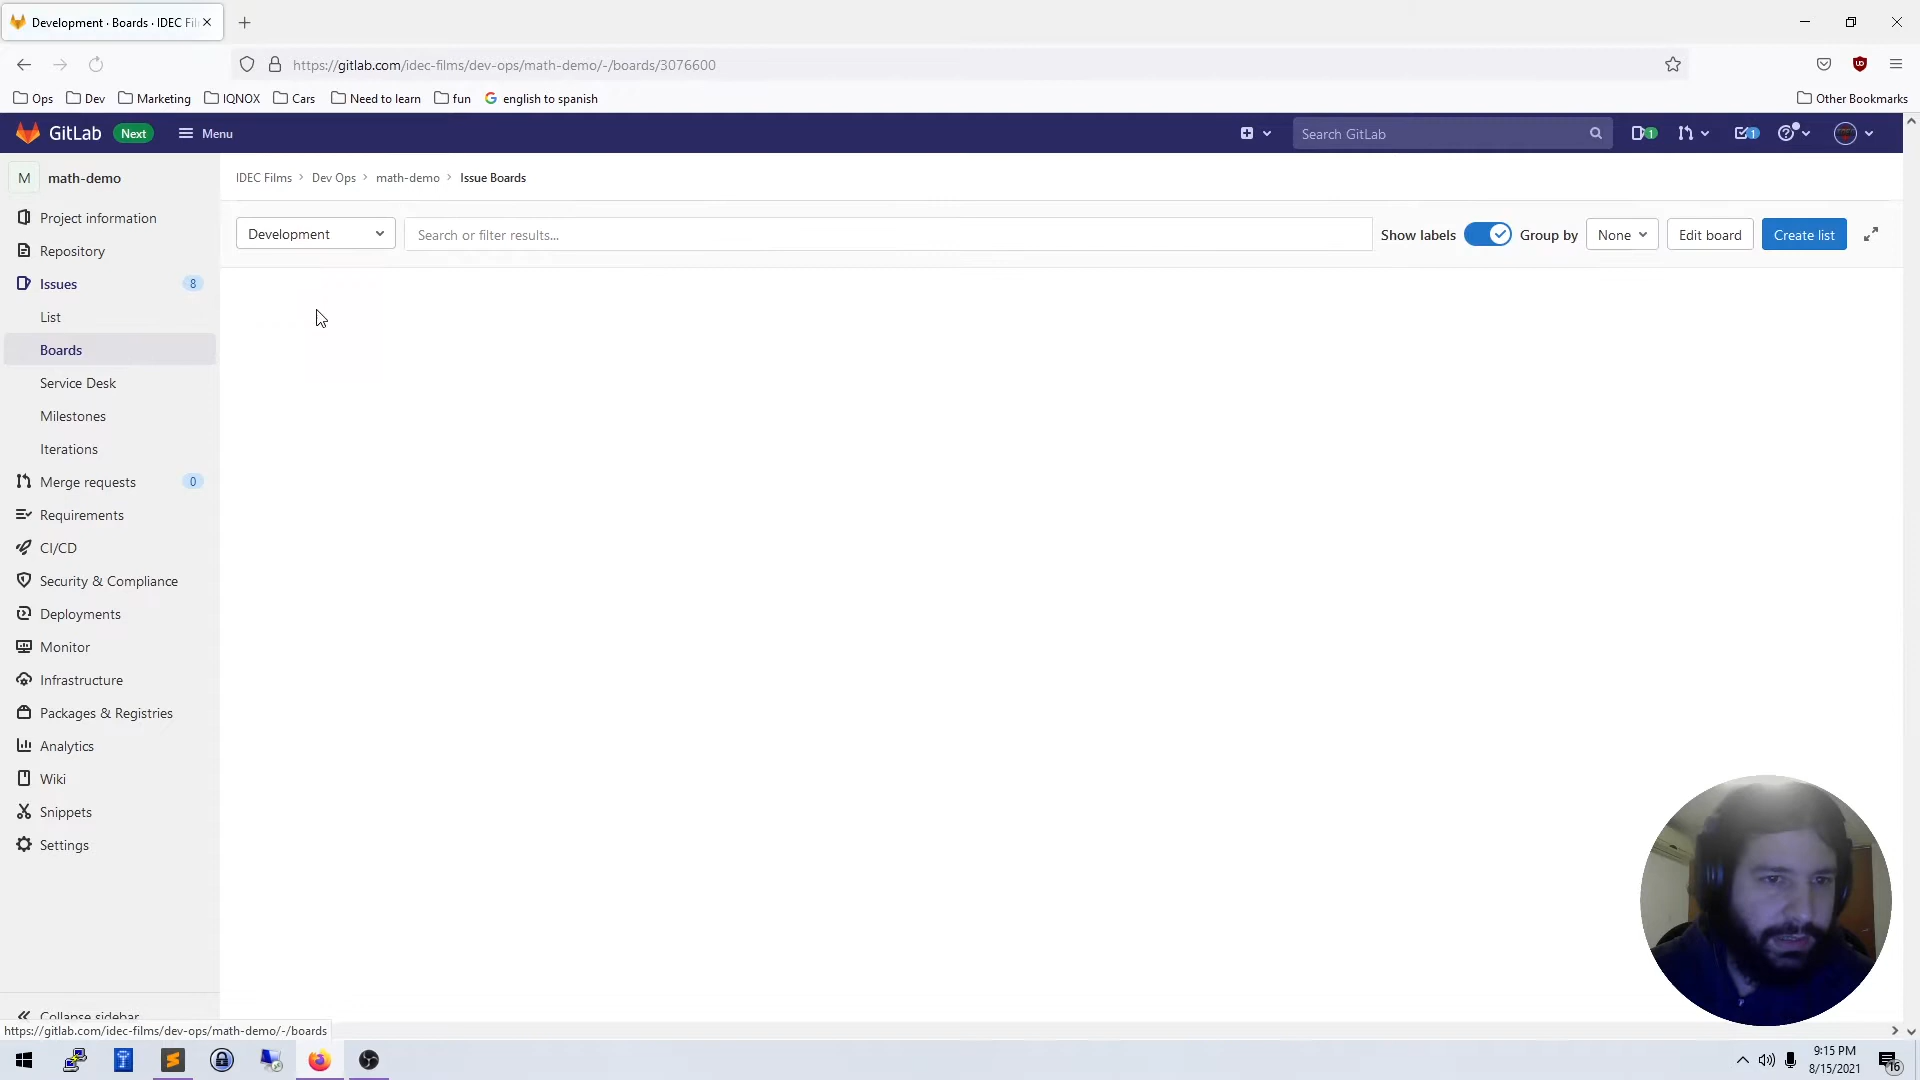 Development · Boards · IDEC Fil
https://gitlab.com/idec-films/dev-ops/math-demo/-/boards/3076600
Ops Dev Marketing IQNOX Cars Need to learn fun english to spanish Other Bookmarks
GitLab Next Menu Search GitLab 1 1
M math-demo
IDEC Films > Dev Ops > math-demo > Issue Boards
Project information
Development Search or filter results... Show labels Group by None Edit board Create list
Repository
Issues 8
List
Boards
Service Desk
Milestones
Iterations
Merge requests 0
Requirements
CI/CD
Security & Compliance
Deployments
Monitor
Infrastructure
Packages & Registries
Analytics
Wiki
Snippets
Settings
Collapse sidebar
https://gitlab.com/idec-films/dev-ops/math-demo/-/boards
9:15 PM
8/15/2021
16